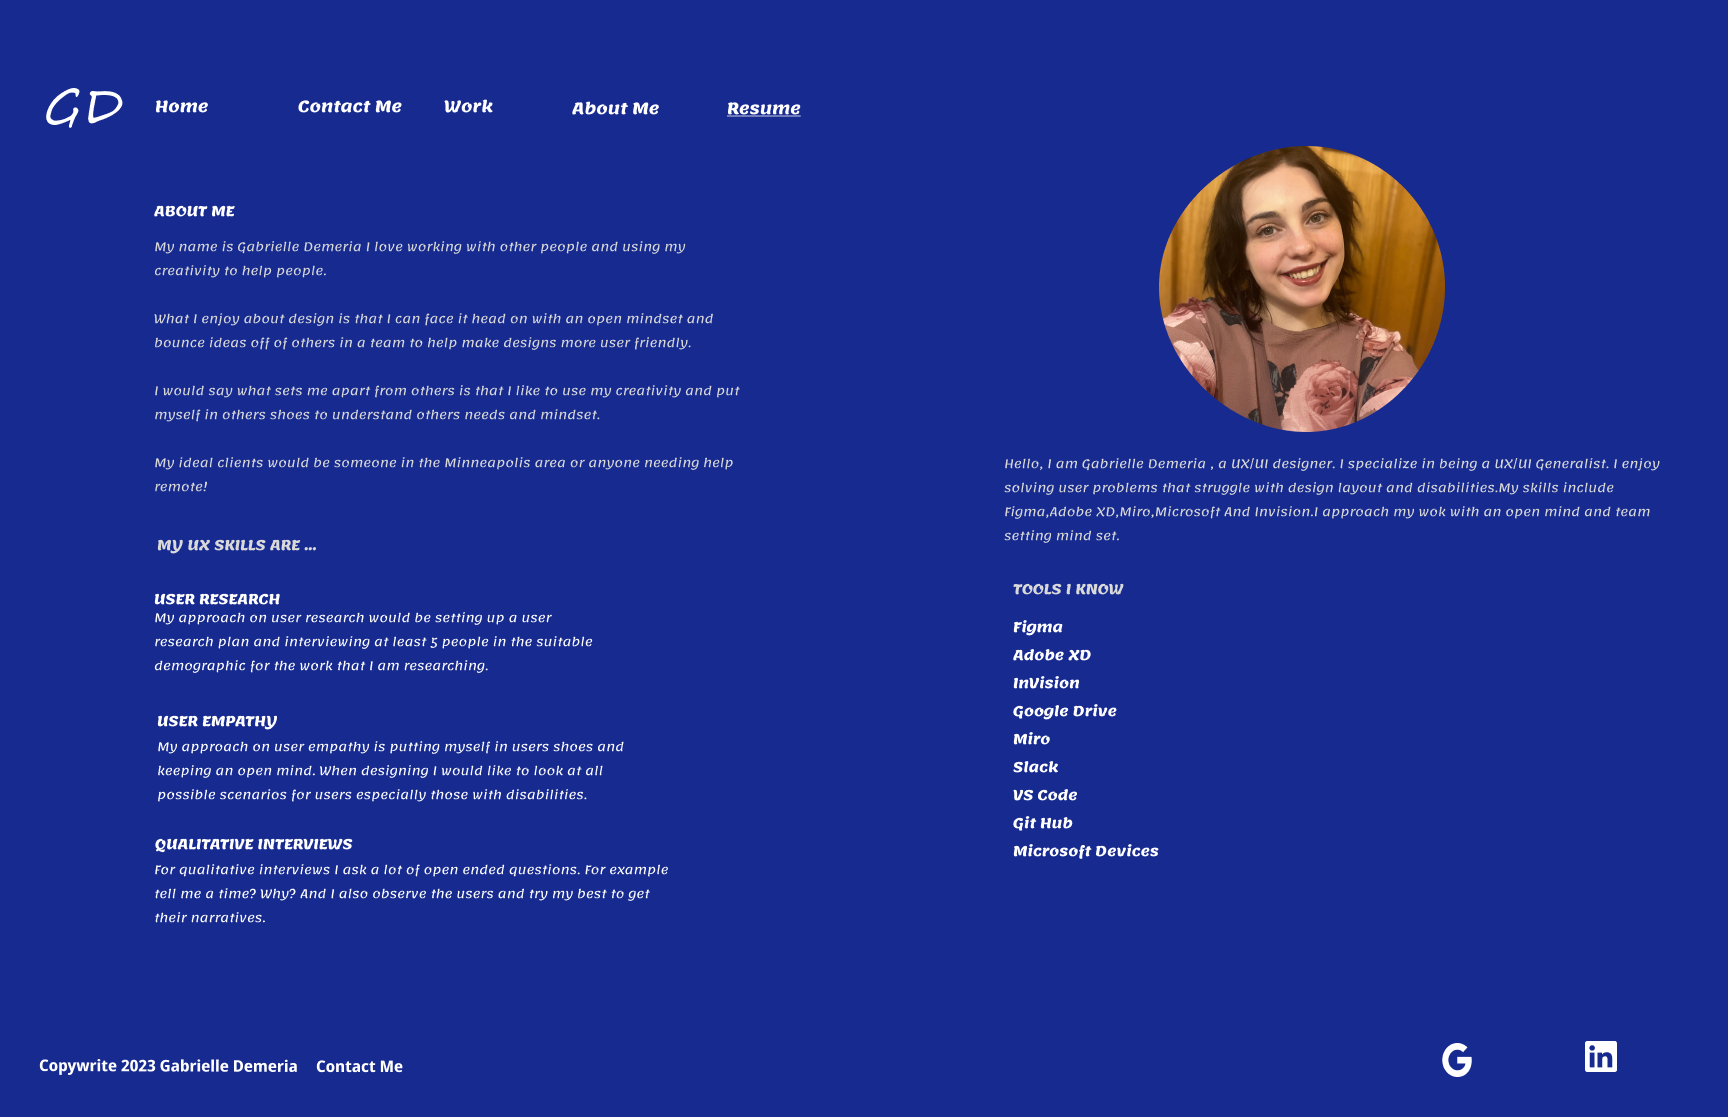 GD
Home
Contact Me
Work
About Me
Resume
ABOUT ME
My name is Gabrielle Demeria I love working with other people and using my
creativity to help people.
What I enjoy about design is that I can face it head on with an open mindset and
bounce ideas off of others in a team to help make designs more user friendly.
I would say what sets me apart from others is that I like to use my creativity and put
myself in others shoes to understand others needs and mindset.
My ideal clients would be someone in the Minneapolis area or anyone needing help
remote!
MY UX SKILLS ARE ...
USER RESEARCH
My approach on user research would be setting up a user
research plan and interviewing at least 5 people in the suitable
demographic for the work that I am researching.
USER EMPATHY
My approach on user empathy is putting myself in users shoes and
keeping an open mind. When designing I would like to look at all
possible scenarios for users especially those with disabilities.
QUALITATIVE INTERVIEWS
For qualitative interviews I ask a lot of open ended questions. For example
tell me a time? Why? And I also observe the users and try my best to get
their narratives.
Hello, I am Gabrielle Demeria , a UX/UI designer. I specialize in being a UX/UI Generalist. I enjoy
solving user problems that struggle with design layout and disabilities.My skills include
Figma,Adobe XD,Miro,Microsoft And Invision.I approach my wok with an open mind and team
setting mind set.
TOOLS I KNOW
Figma
Adobe XD
InVision
Google Drive
Miro
Slack
VS Code
Git Hub
Microsoft Devices
Copywrite 2023 Gabrielle Demeria
Contact Me
G
in